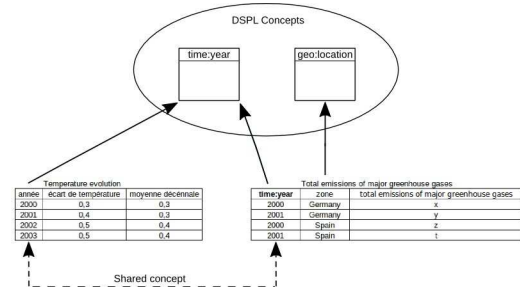 DSPL Concepts
time:year
geo:location
Temperature evolution
année écart de température moyenne décénnale
2000 0,3 0,3
2001 0,4 0,3
2002 0,5 0,4
2003 0,5 0,4
Total emissions of major greenhouse gases
time:year zone total emissions of major greenhouse gases
2000 Germany x
2001 Germany y
2000 Spain z
2001 Spain t
Shared concept